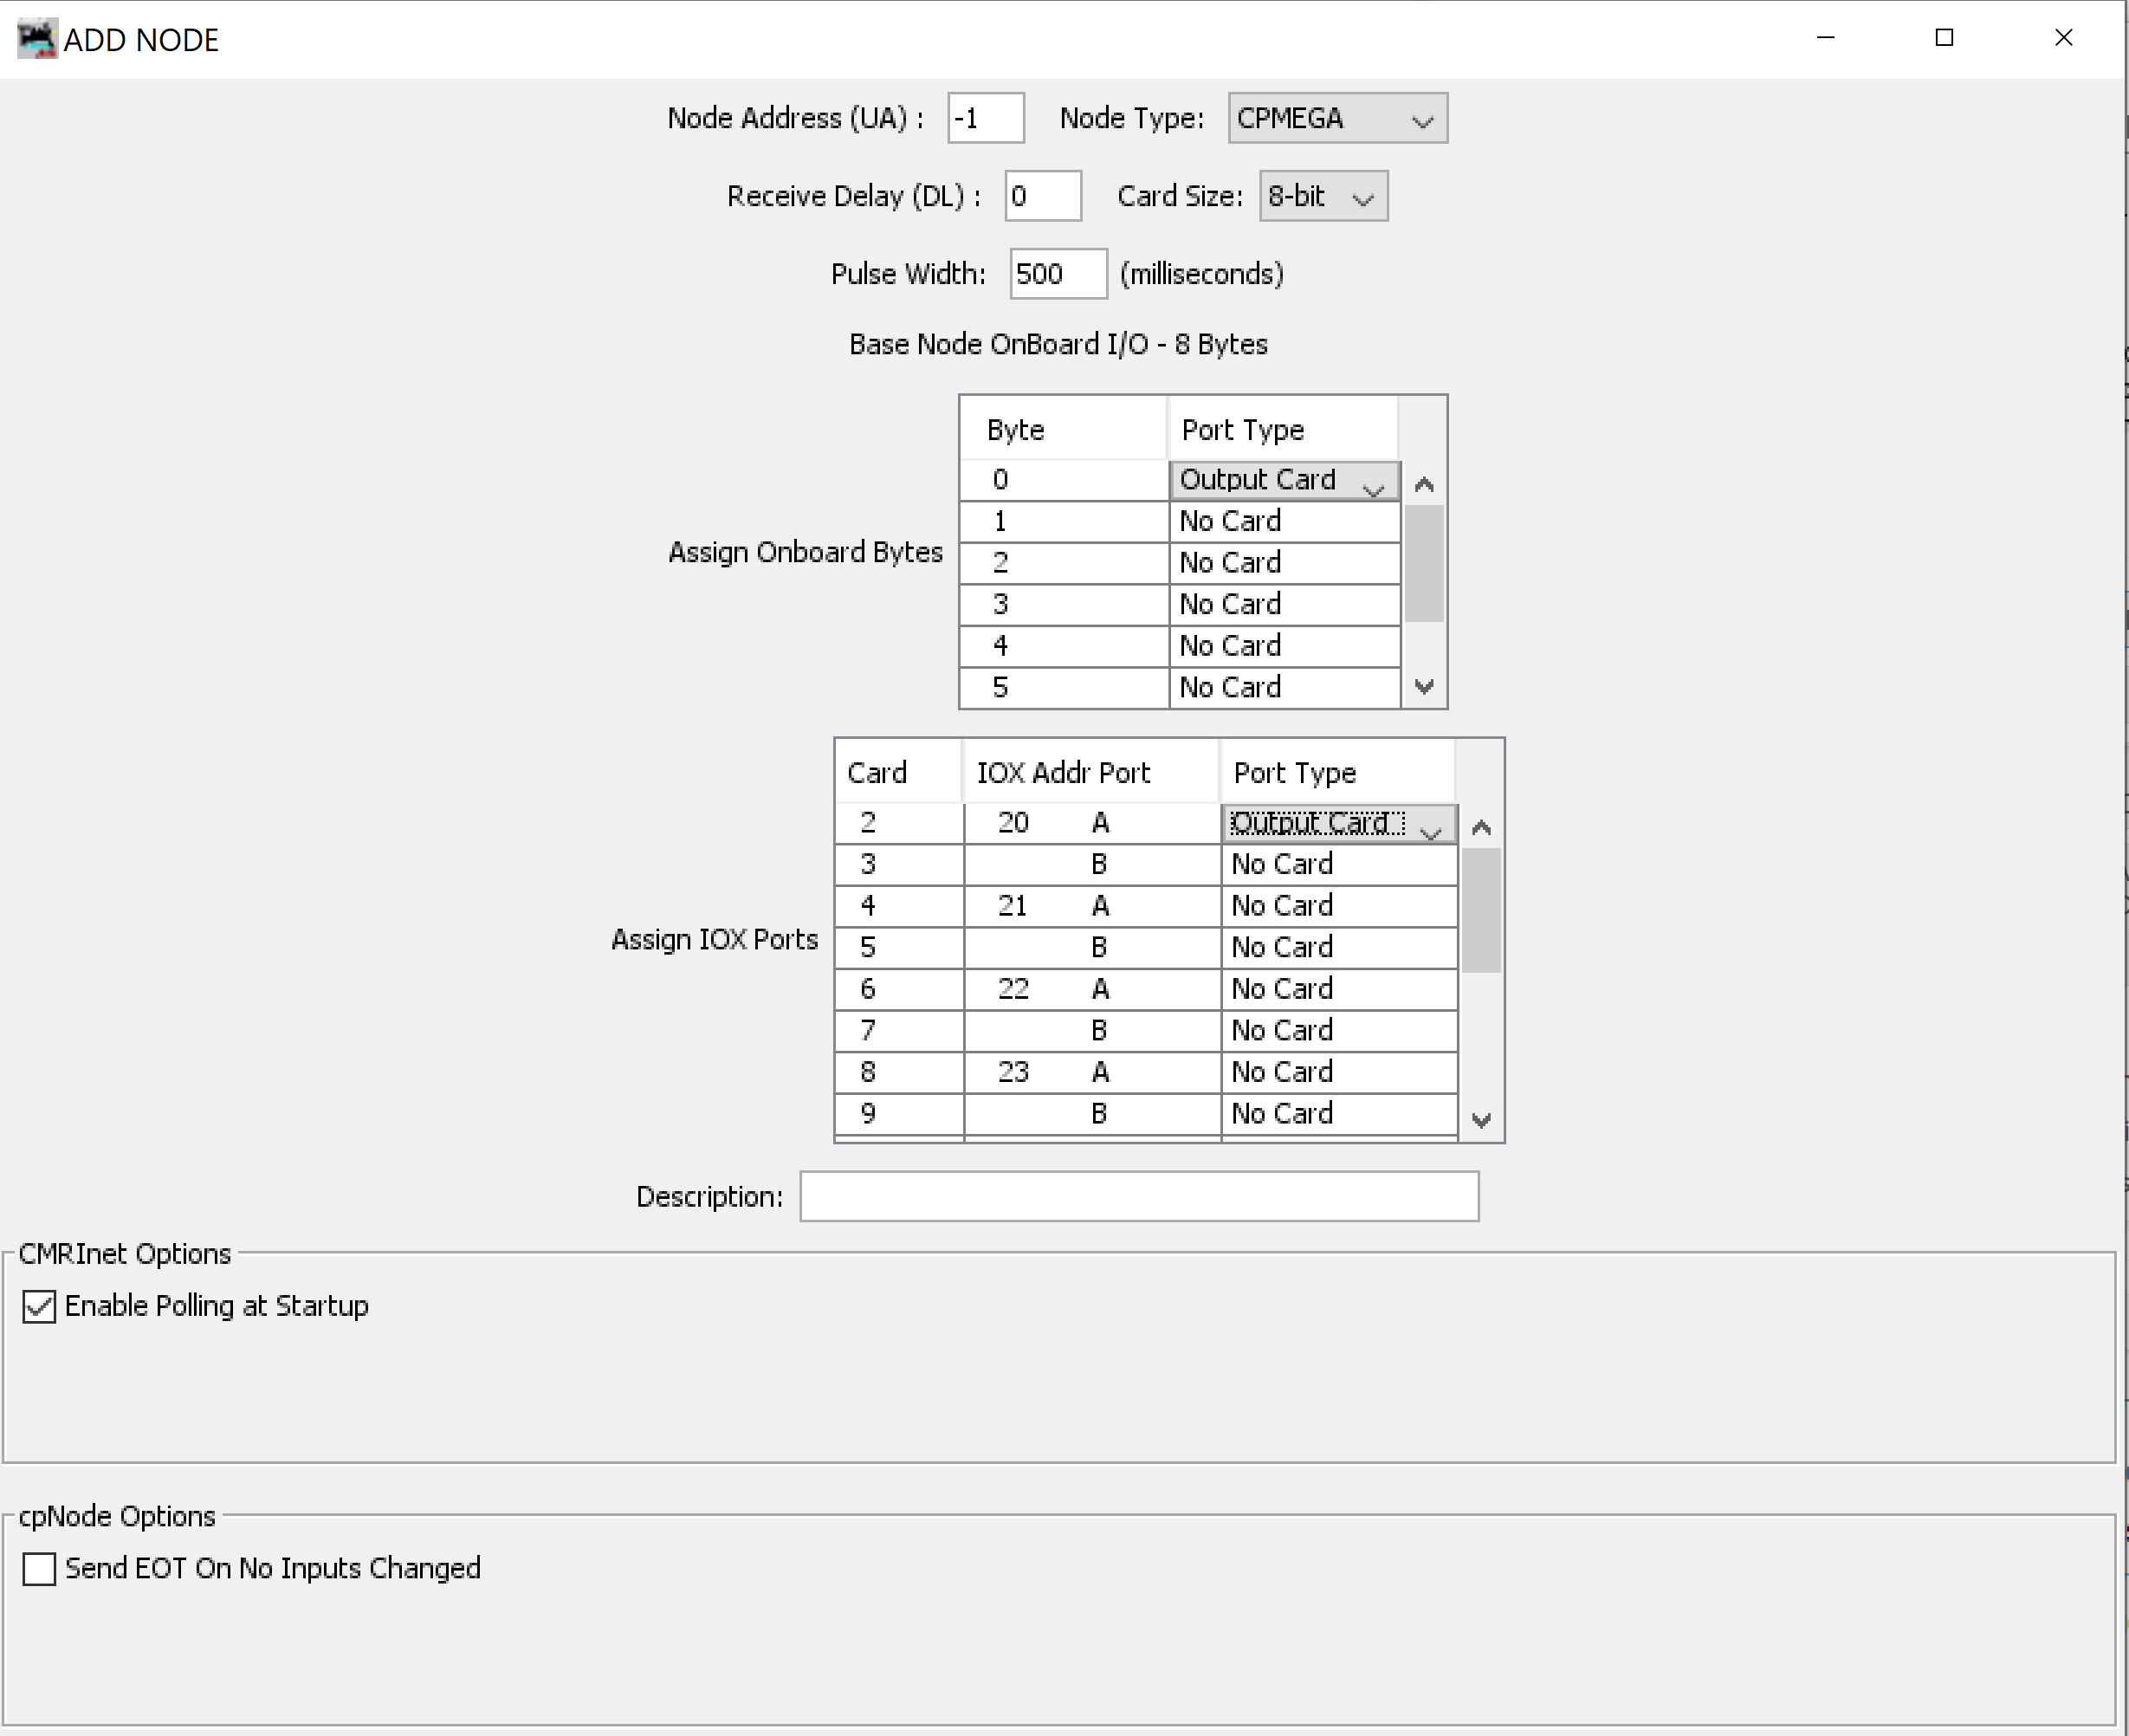 ADD NODE
Node Address (UA) : -1 Node Type: CPMEGA
Receive Delay (DL) : 0 Card Size: 8-bit
Pulse Width: 500 (milliseconds)
Base Node OnBoard I/O - 8 Bytes
Assign Onboard Bytes
Byte Port Type
0 Output Card
1 No Card
2 No Card
3 No Card
4 No Card
5 No Card
Assign IOX Ports
Card IOX Addr Port Port Type
2 20 A Output Card
3 B No Card
4 21 A No Card
5 B No Card
6 22 A No Card
7 B No Card
8 23 A No Card
9 B No Card
Description:
CMRInet Options
Enable Polling at Startup
cpNode Options
Send EOT On No Inputs Changed